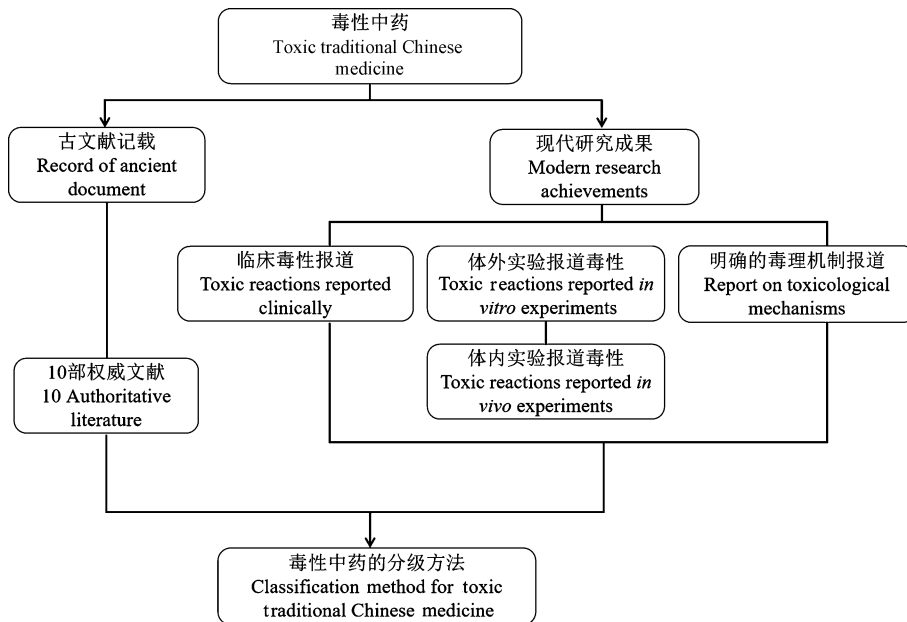 毒性中药
Toxic traditional Chinese
medicine
古文献记载
Record of ancient
document
现代研究成果
Modern research
achievements
临床毒性报道
Toxic reactions reported
clinically
体外实验报道毒性
Toxic reactions reported in
vitro experiments
明确的毒理机制报道
Report on toxicological
mechanisms
体内实验报道毒性
Toxic reactions reported in
vivo experiments
10部权威文献
10 Authoritative
literature
毒性中药的分级方法
Classification method for toxic
traditional Chinese medicine